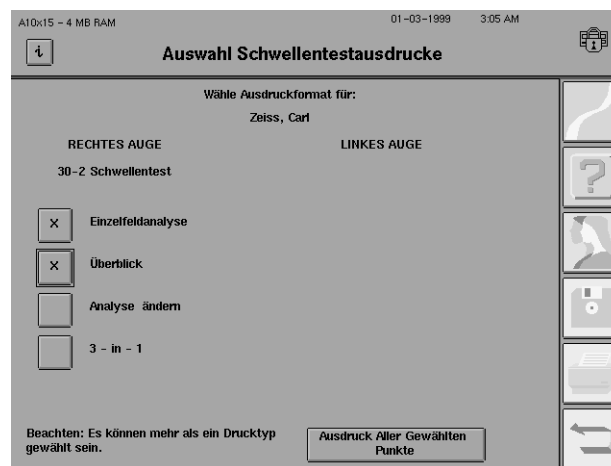 A10x15 – 4 MB RAM 01-03-1999 3:05 AM
i Auswahl Schwellentestausdrucke
Wähle Ausdruckformat für:
Zeiss, Carl
RECHTES AUGE LINKES AUGE
30-2 Schwellentest
x Einzelfeldanalyse
x Überblick
Analyse ändern
3 - in - 1
Beachten: Es können mehr als ein Drucktyp
gewählt sein.
Ausdruck Aller Gewählten
Punkte